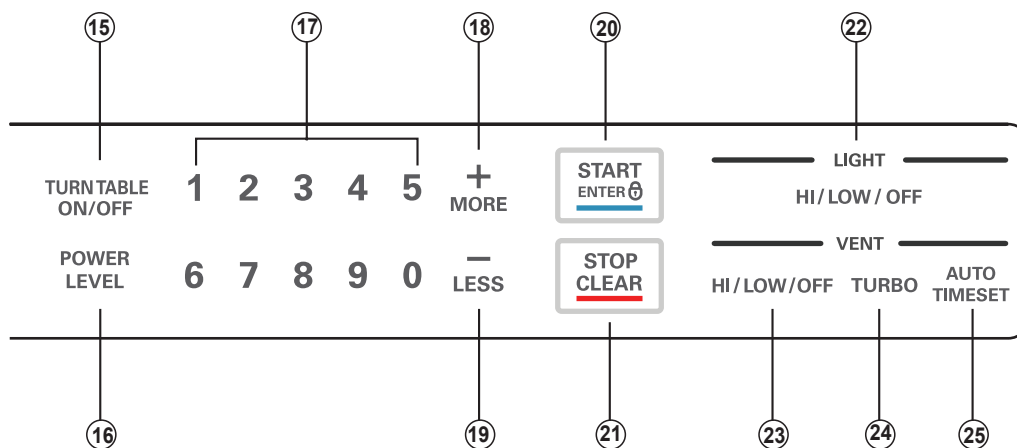 15 17 18 20 22
TURNTABLE ON/OFF
1 2 3 4 5
+ MORE
START ENTER
LIGHT
HI/LOW/OFF
POWER LEVEL
6 7 8 9 0
− LESS
STOP CLEAR
VENT
HI/LOW/OFF TURBO AUTO TIMESET
16 19 21 23 24 25